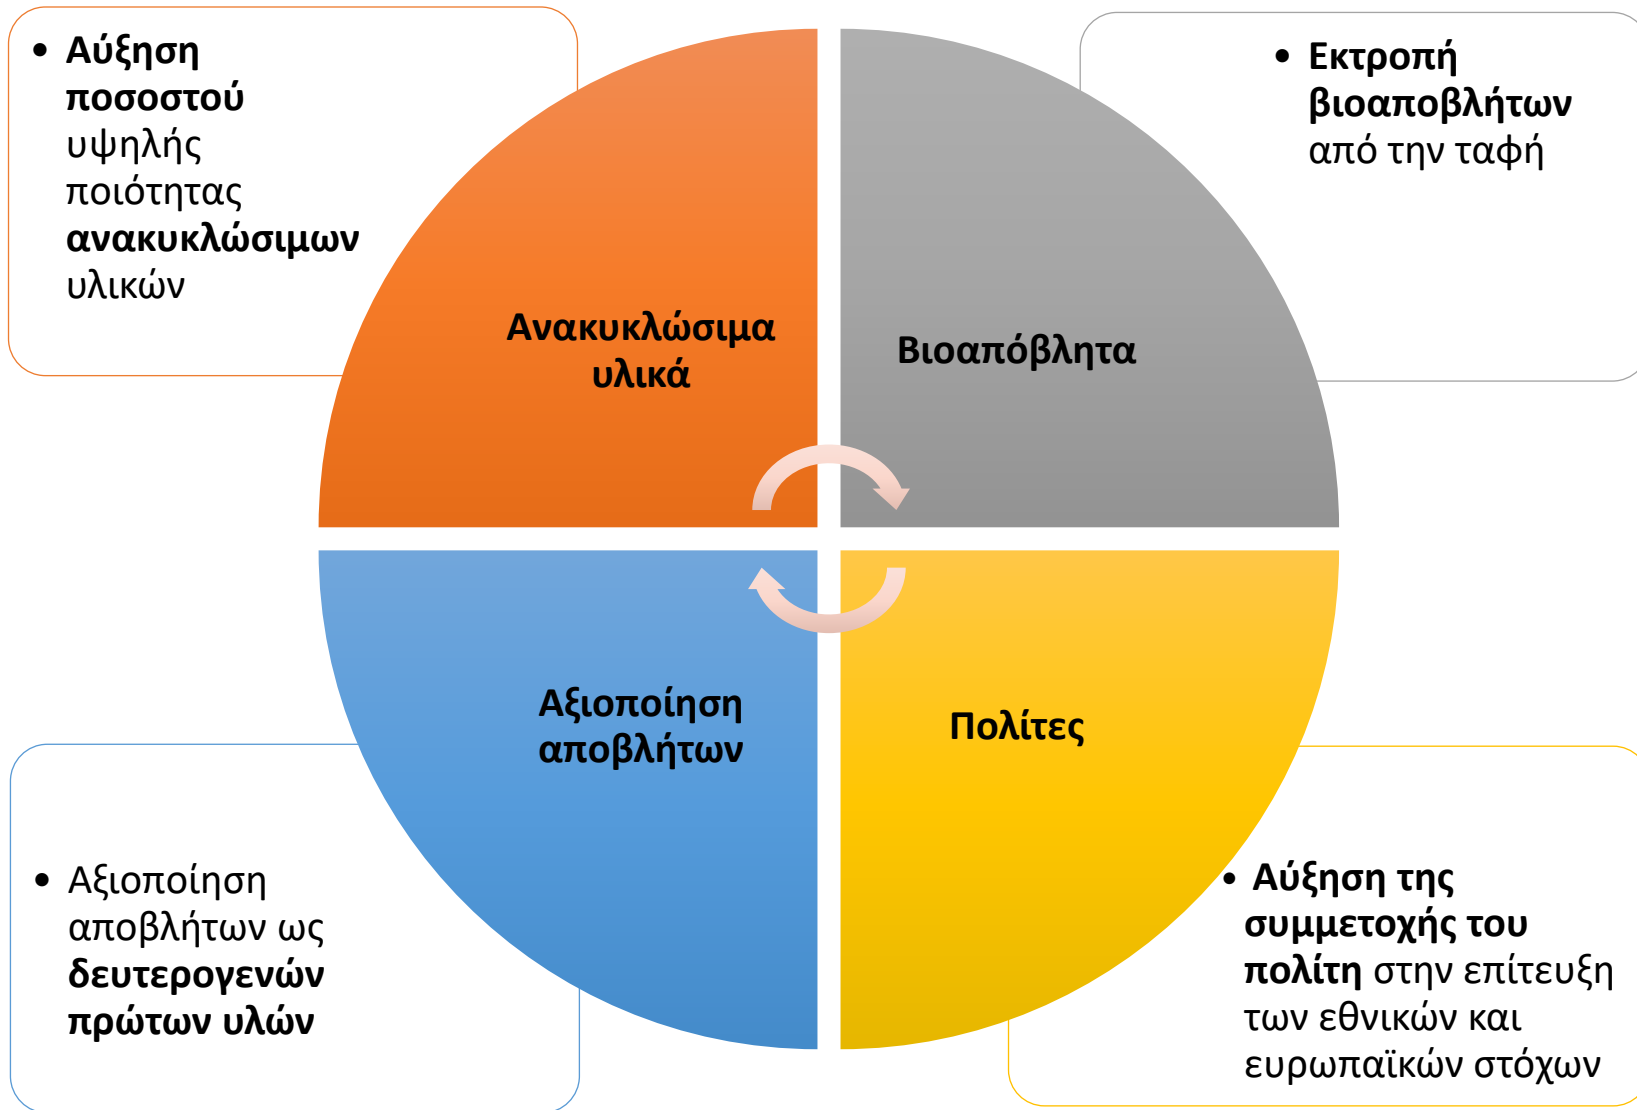 • Αύξηση
ποσοστού
υψηλής
ποιότητας
ανακυκλώσιμων
υλικών
• Εκτροπή
βιοαποβλήτων
από την ταφή
Ανακυκλώσιμα
υλικά
Βιοαπόβλητα
Αξιοποίηση
αποβλήτων
Πολίτες
• Αξιοποίηση
αποβλήτων ως
δευτερογενών
πρώτων υλών
• Αύξηση της
συμμετοχής του
πολίτη στην επίτευξη
των εθνικών και
ευρωπαϊκών στόχων